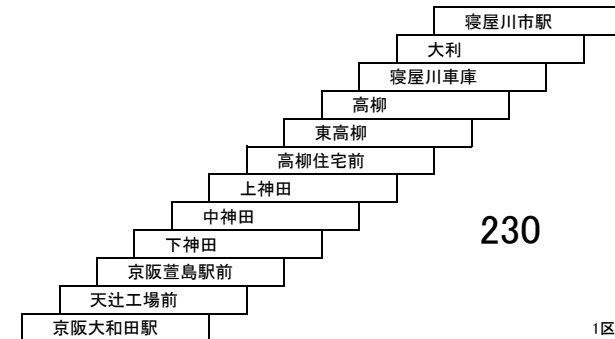 寝屋川市駅
大利
寝屋川車庫
高柳
東高柳
高柳住宅前
上神田
中神田
230
下神田
京阪萱島駅前
天辻工場前
京阪大和田駅
1区